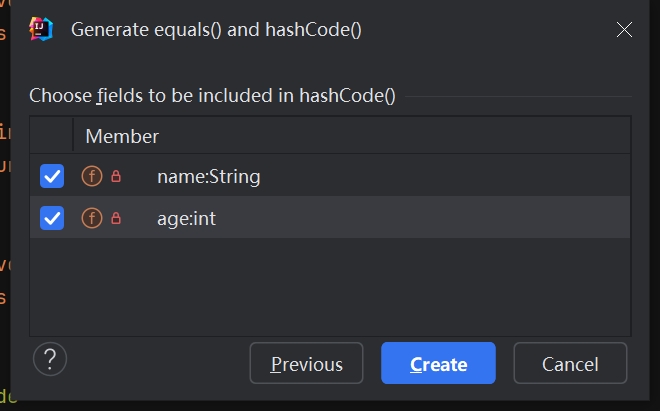 Generate equals() and hashCode()
Choose fields to be included in hashCode()
Member
name:String
age:int
? Previous Create Cancel